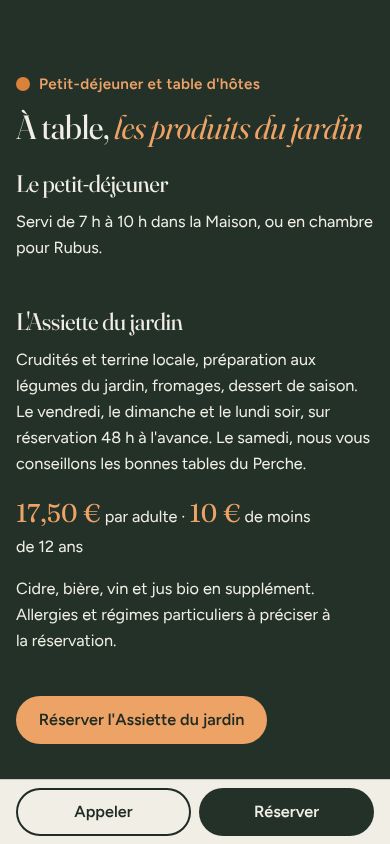 Petit-déjeuner et table d'hôtes
À table, les produits du jardin
Le petit-déjeuner
Servi de 7 h à 10 h dans la Maison, ou en chambre
pour Rubus.
L'Assiette du jardin
Crudités et terrine locale, préparation aux
légumes du jardin, fromages, dessert de saison.
Le vendredi, le dimanche et le lundi soir, sur
réservation 48 h à l'avance. Le samedi, nous vous
conseillons les bonnes tables du Perche.
17,50 € par adulte · 10 € de moins
de 12 ans
Cidre, bière, vin et jus bio en supplément.
Allergies et régimes particuliers à préciser à
la réservation.
Réserver l'Assiette du jardin
Appeler Réserver